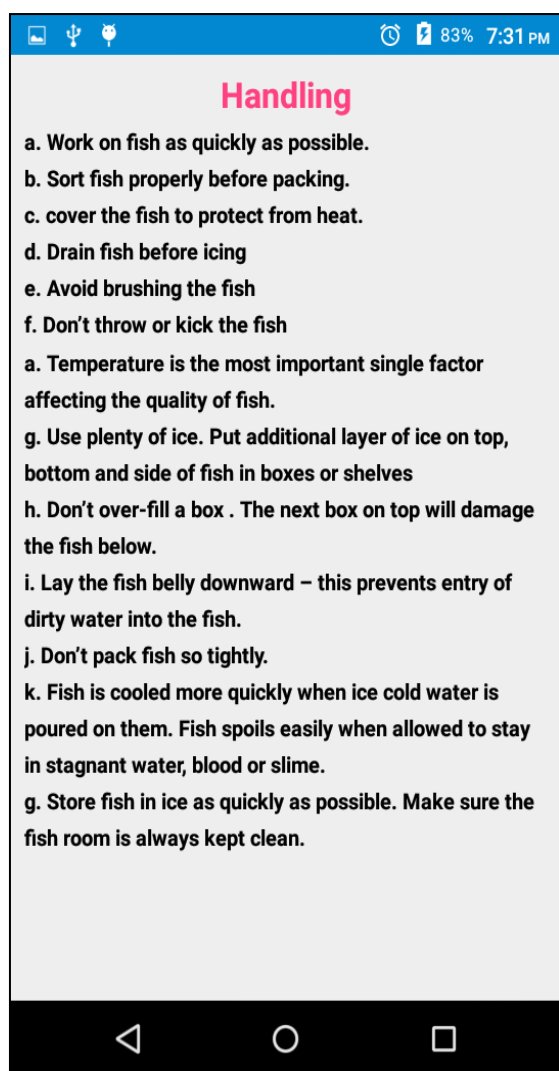 83% 7:31 PM
Handling
a. Work on fish as quickly as possible.
b. Sort fish properly before packing.
c. cover the fish to protect from heat.
d. Drain fish before icing
e. Avoid brushing the fish
f. Don't throw or kick the fish
a. Temperature is the most important single factor
affecting the quality of fish.
g. Use plenty of ice. Put additional layer of ice on top,
bottom and side of fish in boxes or shelves
h. Don't over-fill a box . The next box on top will damage
the fish below.
i. Lay the fish belly downward – this prevents entry of
dirty water into the fish.
j. Don't pack fish so tightly.
k. Fish is cooled more quickly when ice cold water is
poured on them. Fish spoils easily when allowed to stay
in stagnant water, blood or slime.
g. Store fish in ice as quickly as possible. Make sure the
fish room is always kept clean.